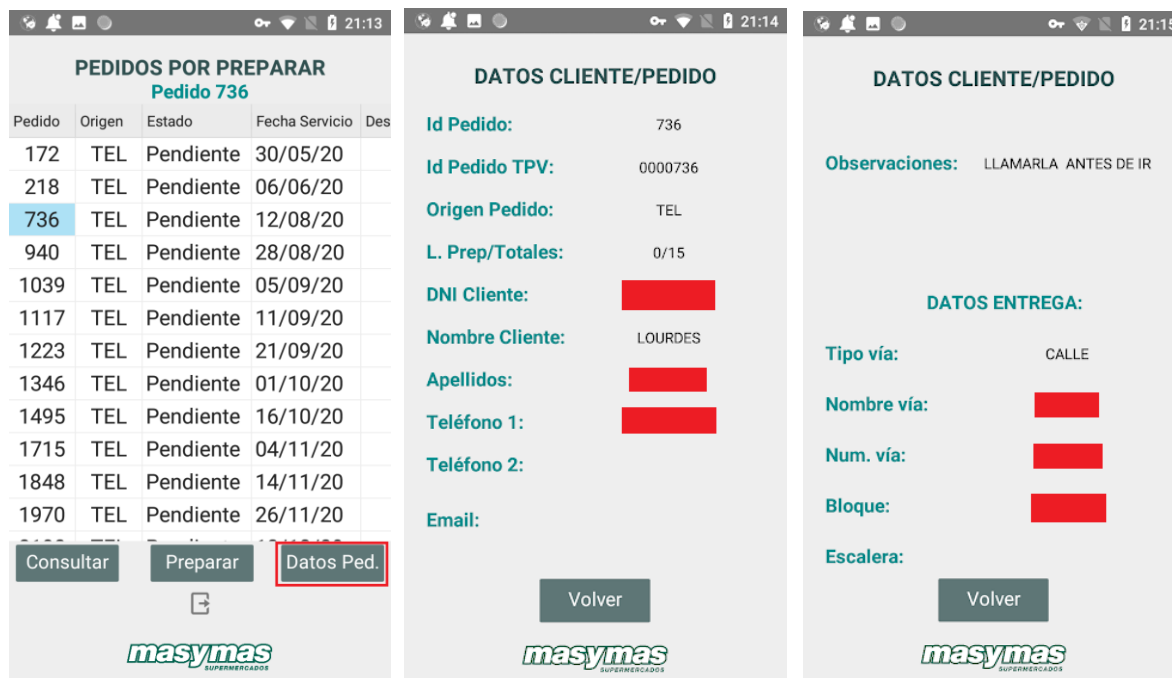 21:13
PEDIDOS POR PREPARAR
Pedido 736
Pedido Origen Estado Fecha Servicio Des
172 TEL Pendiente 30/05/20
218 TEL Pendiente 06/06/20
736 TEL Pendiente 12/08/20
940 TEL Pendiente 28/08/20
1039 TEL Pendiente 05/09/20
1117 TEL Pendiente 11/09/20
1223 TEL Pendiente 21/09/20
1346 TEL Pendiente 01/10/20
1495 TEL Pendiente 16/10/20
1715 TEL Pendiente 04/11/20
1848 TEL Pendiente 14/11/20
1970 TEL Pendiente 26/11/20
Consultar Preparar Datos Ped.
masymas
SUPERMERCADOS
21:14
DATOS CLIENTE/PEDIDO
Id Pedido: 736
Id Pedido TPV: 0000736
Origen Pedido: TEL
L. Prep/Totales: 0/15
DNI Cliente:
Nombre Cliente: LOURDES
Apellidos:
Teléfono 1:
Teléfono 2:
Email:
Volver
masymas
SUPERMERCADOS
21:15
DATOS CLIENTE/PEDIDO
Observaciones: LLAMARLA ANTES DE IR
DATOS ENTREGA:
Tipo vía: CALLE
Nombre vía:
Num. vía:
Bloque:
Escalera:
Volver
masymas
SUPERMERCADOS